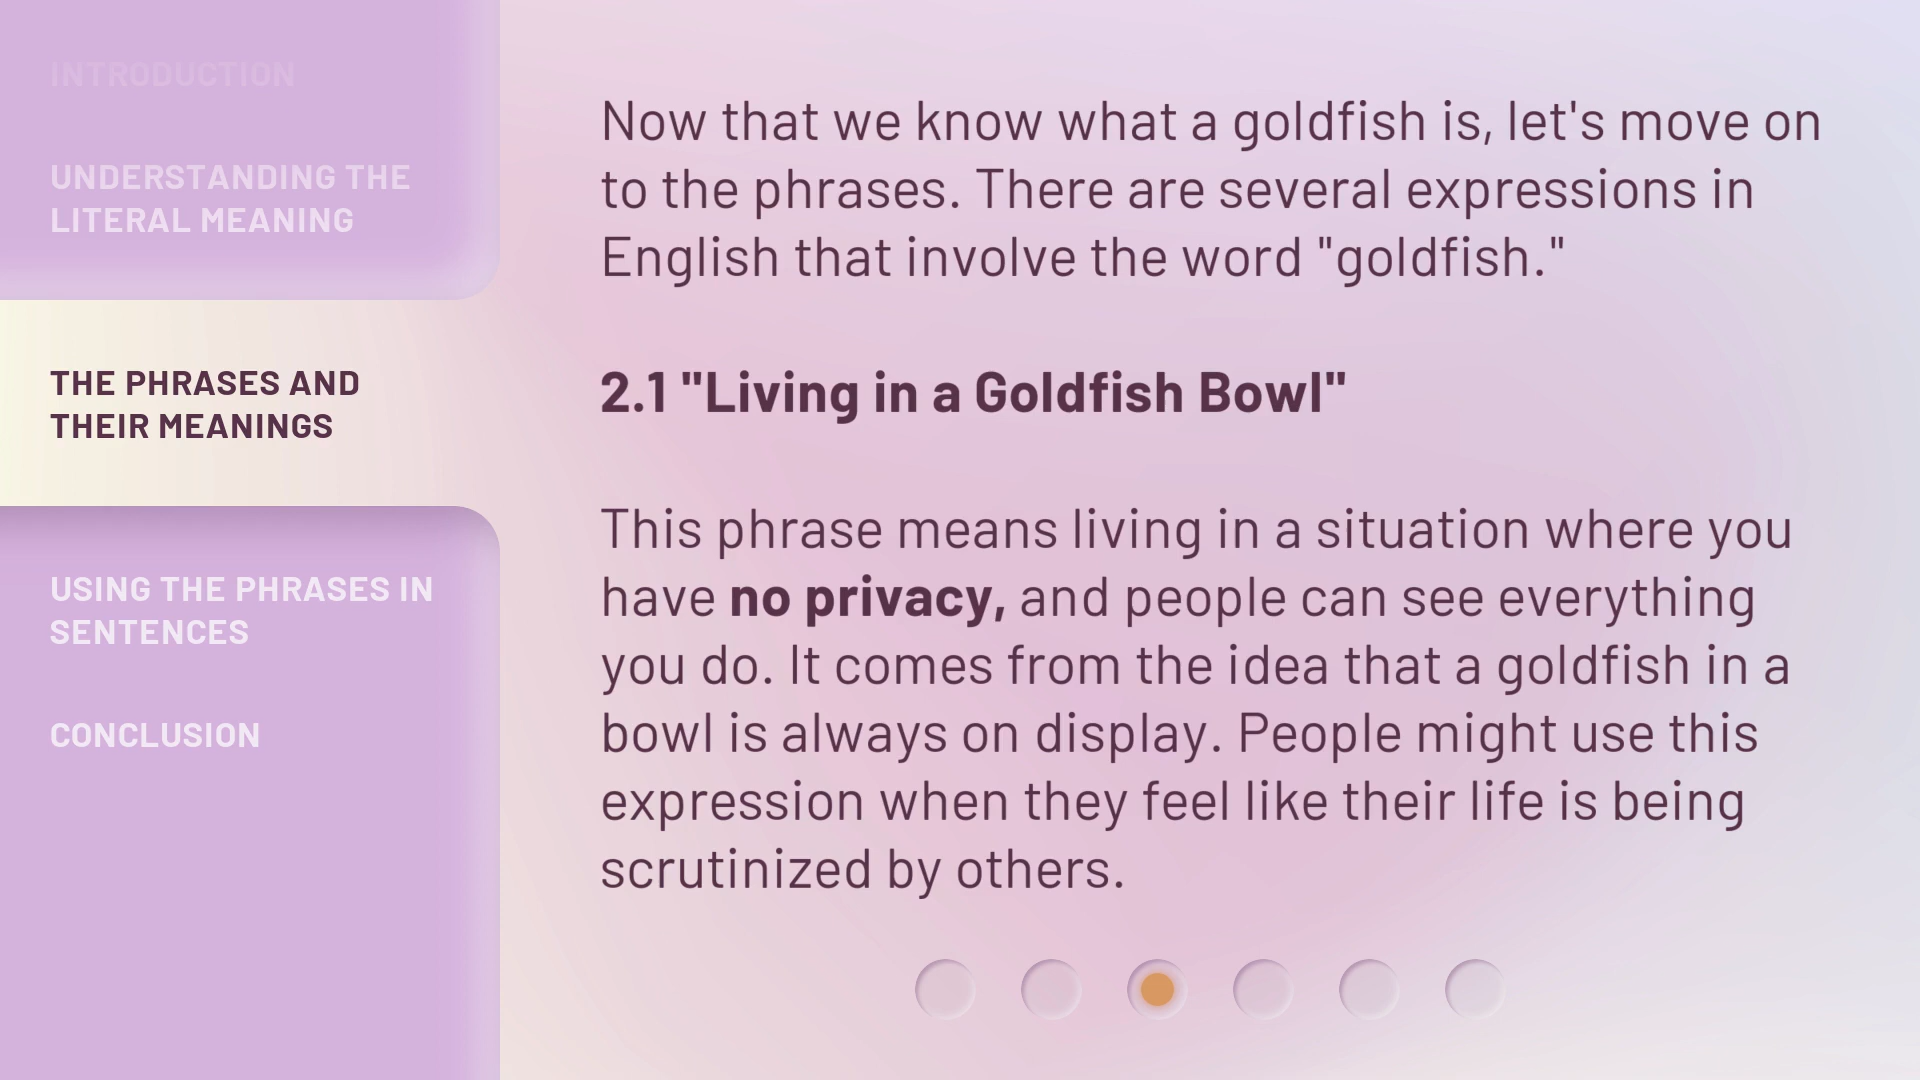 INTRODUCTION
UNDERSTANDING THE
LITERAL MEANING
THE PHRASES AND
THEIR MEANINGS
USING THE PHRASES IN
SENTENCES
CONCLUSION
Now that we know what a goldfish is, let's move on
to the phrases. There are several expressions in
English that involve the word "goldfish."
2.1 "Living in a Goldfish Bowl"
This phrase means living in a situation where you
have no privacy, and people can see everything
you do. It comes from the idea that a goldfish in a
bowl is always on display. People might use this
expression when they feel like their life is being
scrutinized by others.